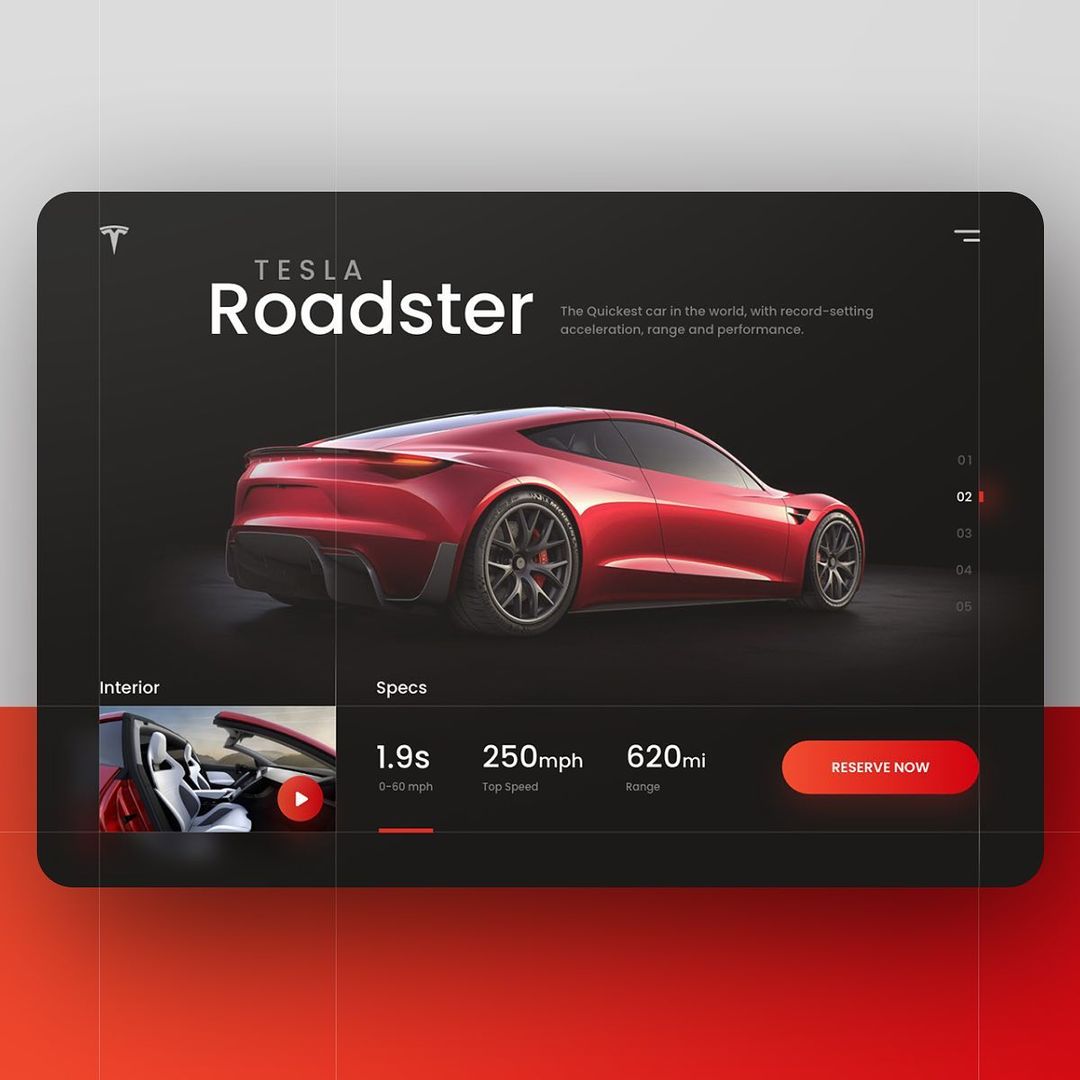 TESLA
Roadster
The Quickest car in the world, with record-setting
acceleration, range and performance.
01
02
03
04
05
Interior
Specs
1.9s
0-60 mph
250mph
Top Speed
620mi
Range
RESERVE NOW